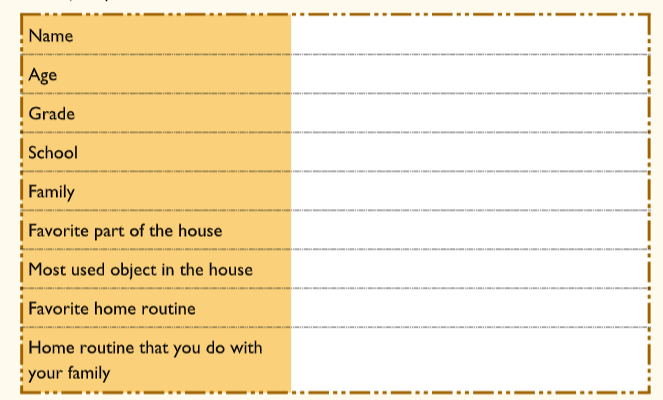 Name
Age
Grade
School
Family
Favorite part of the house
Most used object in the house
Favorite home routine
Home routine that you do with
your family